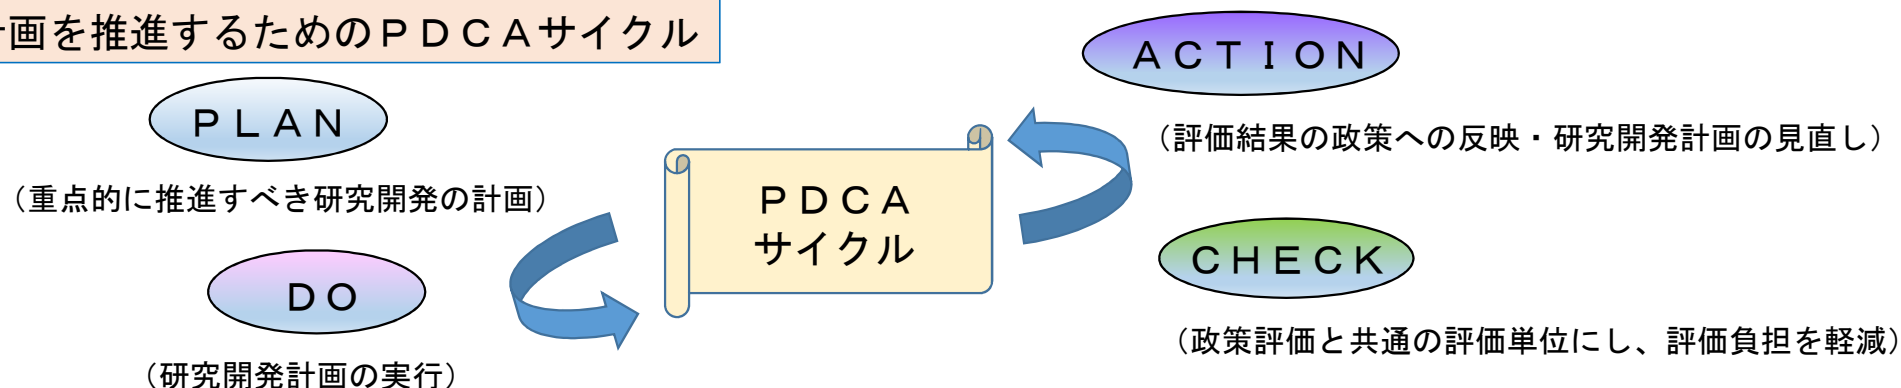 画を推進するためのＰＤＣＡサイクル
ＰＬＡＮ
（重点的に推進すべき研究開発の計画）
ＤＯ
（研究開発計画の実行）
ＰＤＣＡ
サイクル
ＡＣＴＩＯＮ
（評価結果の政策への反映・研究開発計画の見直し）
ＣＨＥＣＫ
（政策評価と共通の評価単位にし、評価負担を軽減）